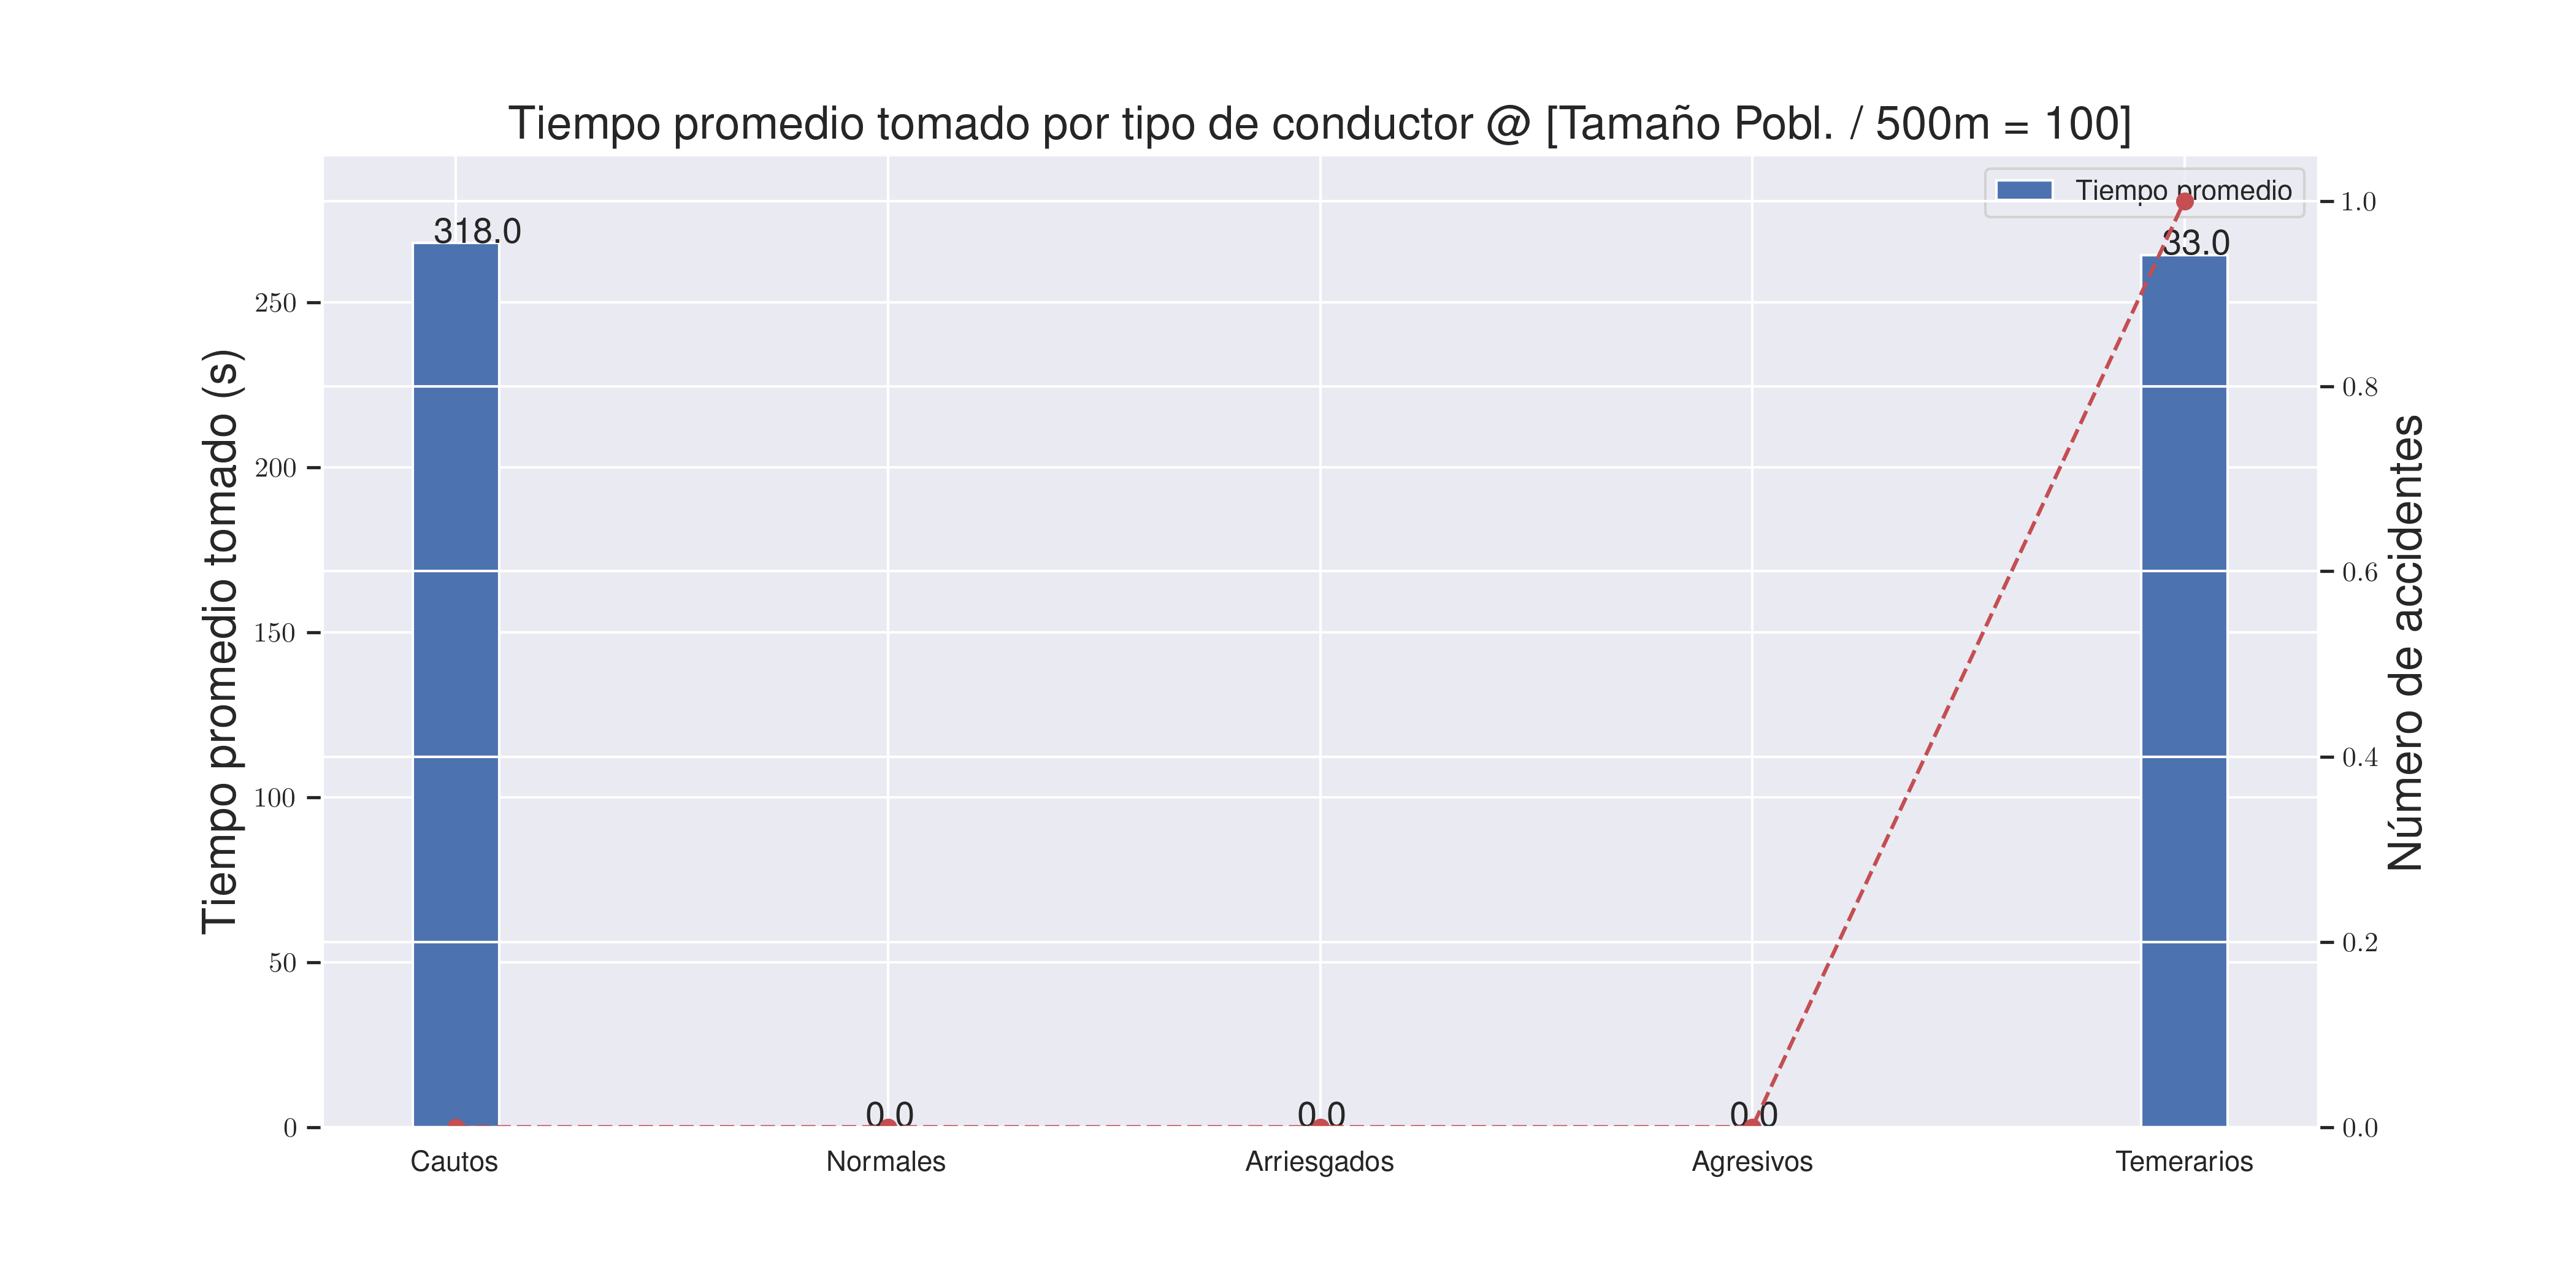 Tiempo promedio tomado por tipo de conductor @ [Tamaño Pobl. / 500m = 100]
Tiempo promedio
318.0
33.0
0.0
0.0
0.0
Tiempo promedio tomado (s)
250
200
150
100
50
0
1.0
0.8
0.6
0.4
0.2
0.0
Número de accidentes
Cautos
Normales
Arriesgados
Agresivos
Temerarios